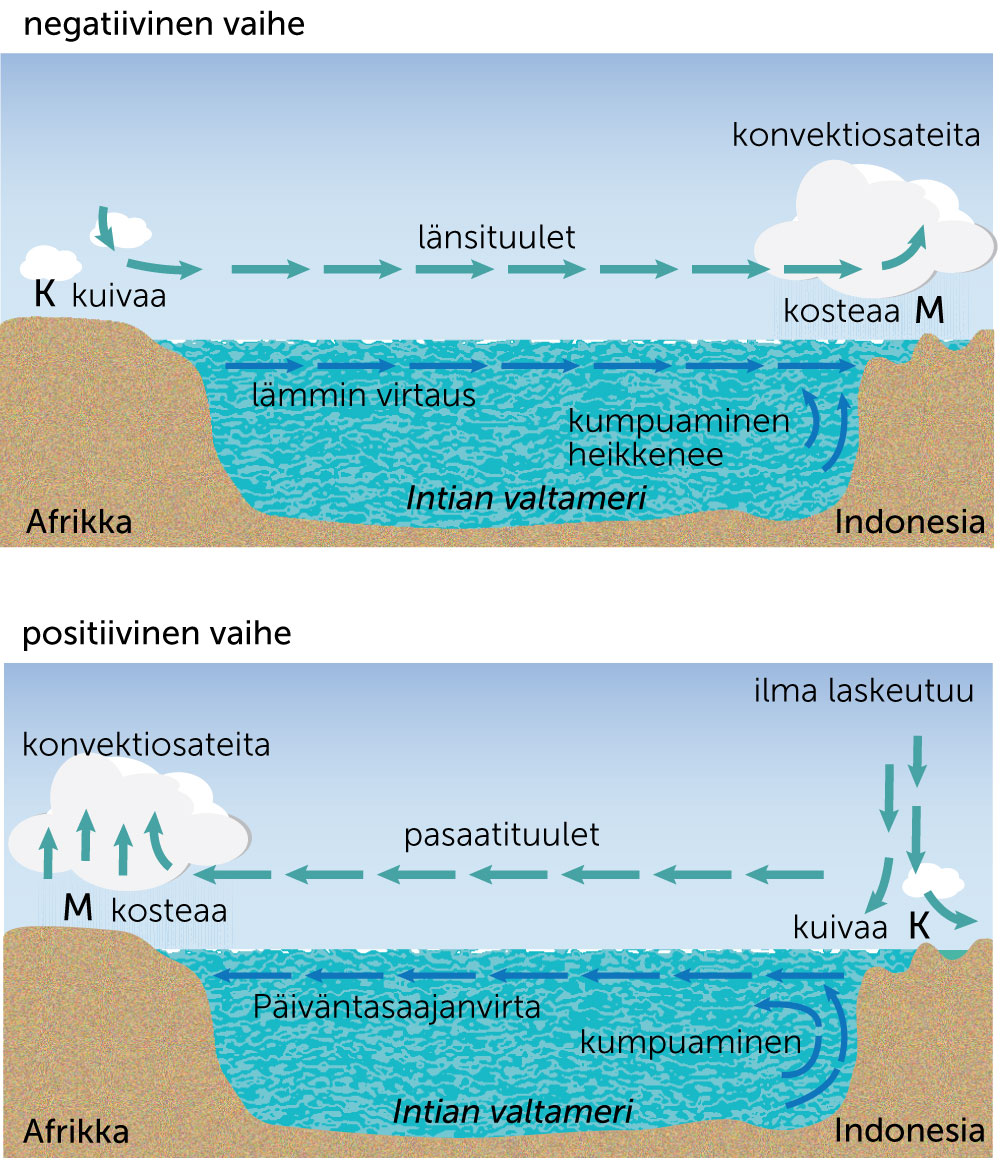 negatiivinen vaihe
konvektiosateita
länsituulet
K kuivaa
kosteaa M
lämmin virtaus
kumpuaminen
heikkenee
Intian valtameri
Afrikka
Indonesia
positiivinen vaihe
ilma laskeutuu
konvektiosateita
pasaatituulet
M kosteaa
kuivaa K
Päiväntasaajanvirta
kumpuaminen
Intian valtameri
Afrikka
Indonesia